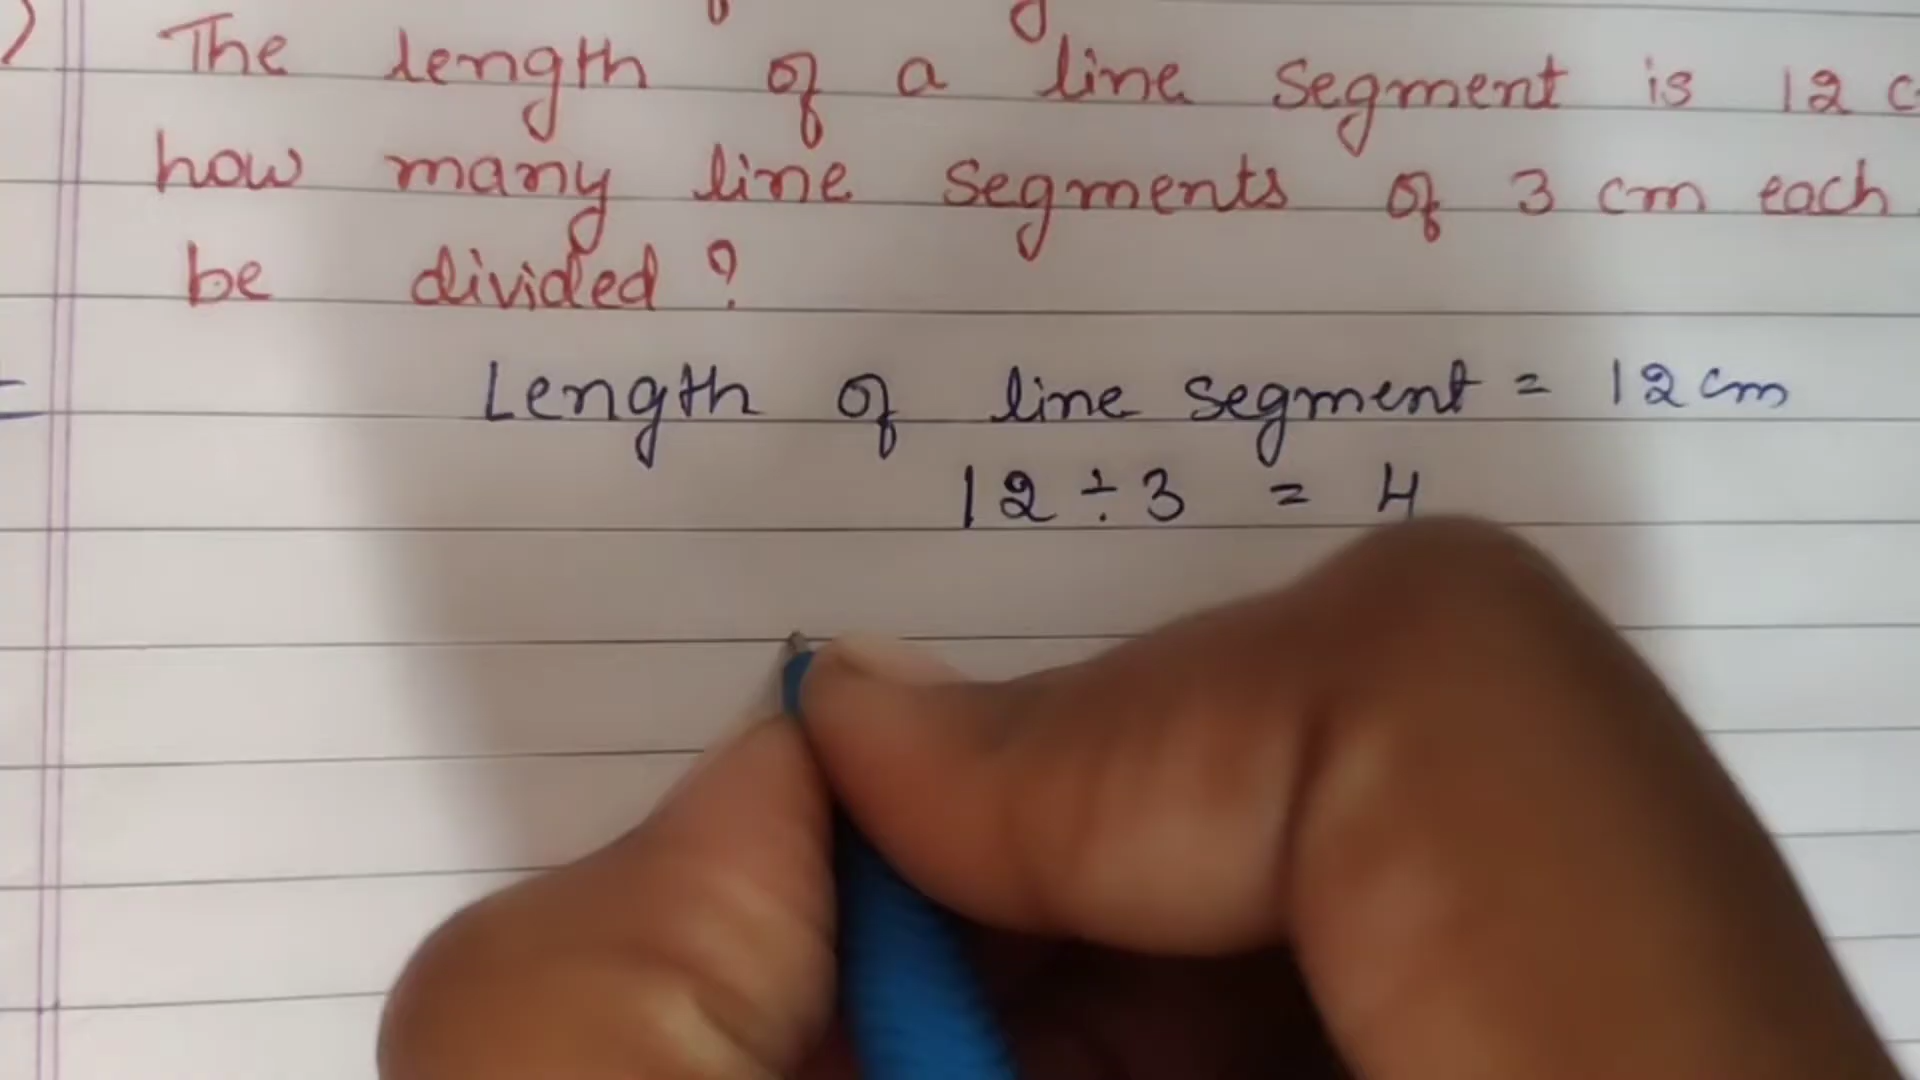 ) The length of a line segment is 12 c
how many line segments of 3 cm each
be divided ?
Length of line segment = 12 cm
12 ÷ 3 = 4